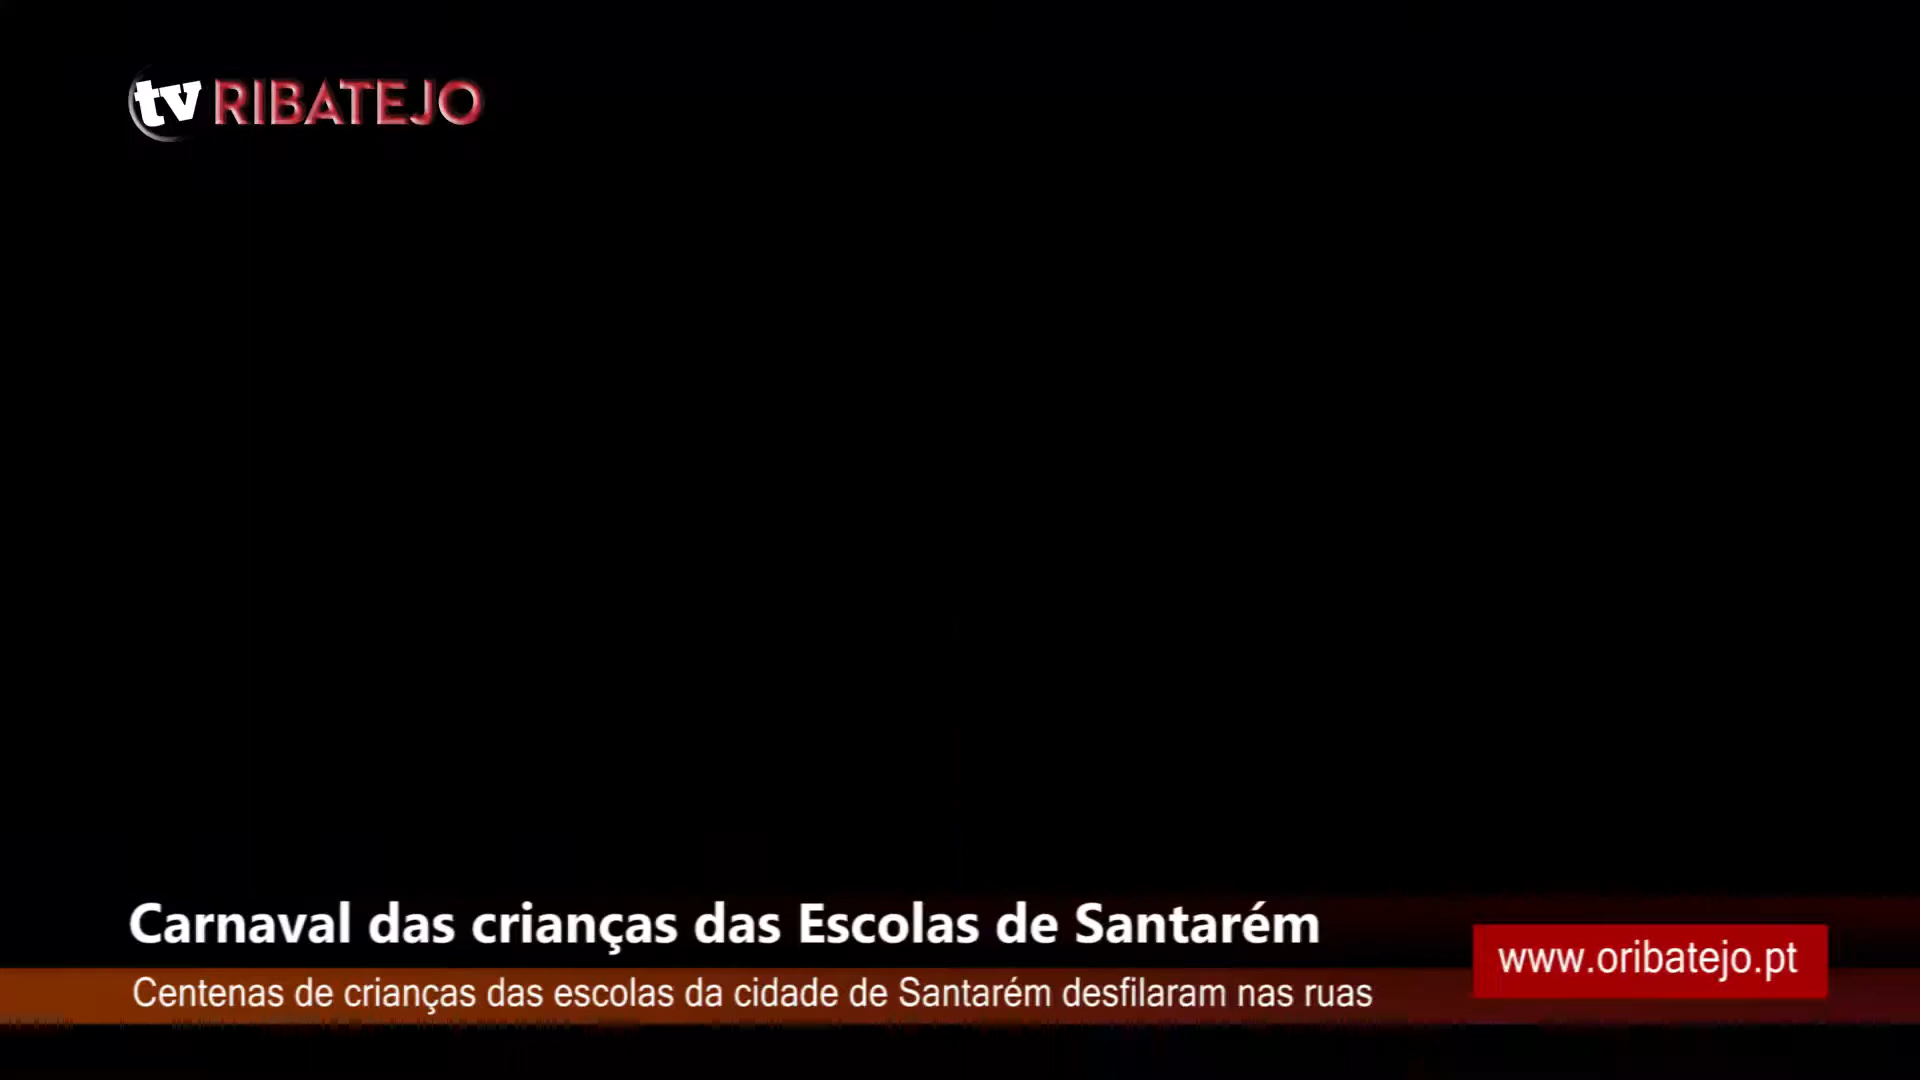 tv RIBATEJO
Carnaval das crianças das Escolas de Santarém
www.oribatejo.pt
Centenas de crianças das escolas da cidade de Santarém desfilaram nas ruas